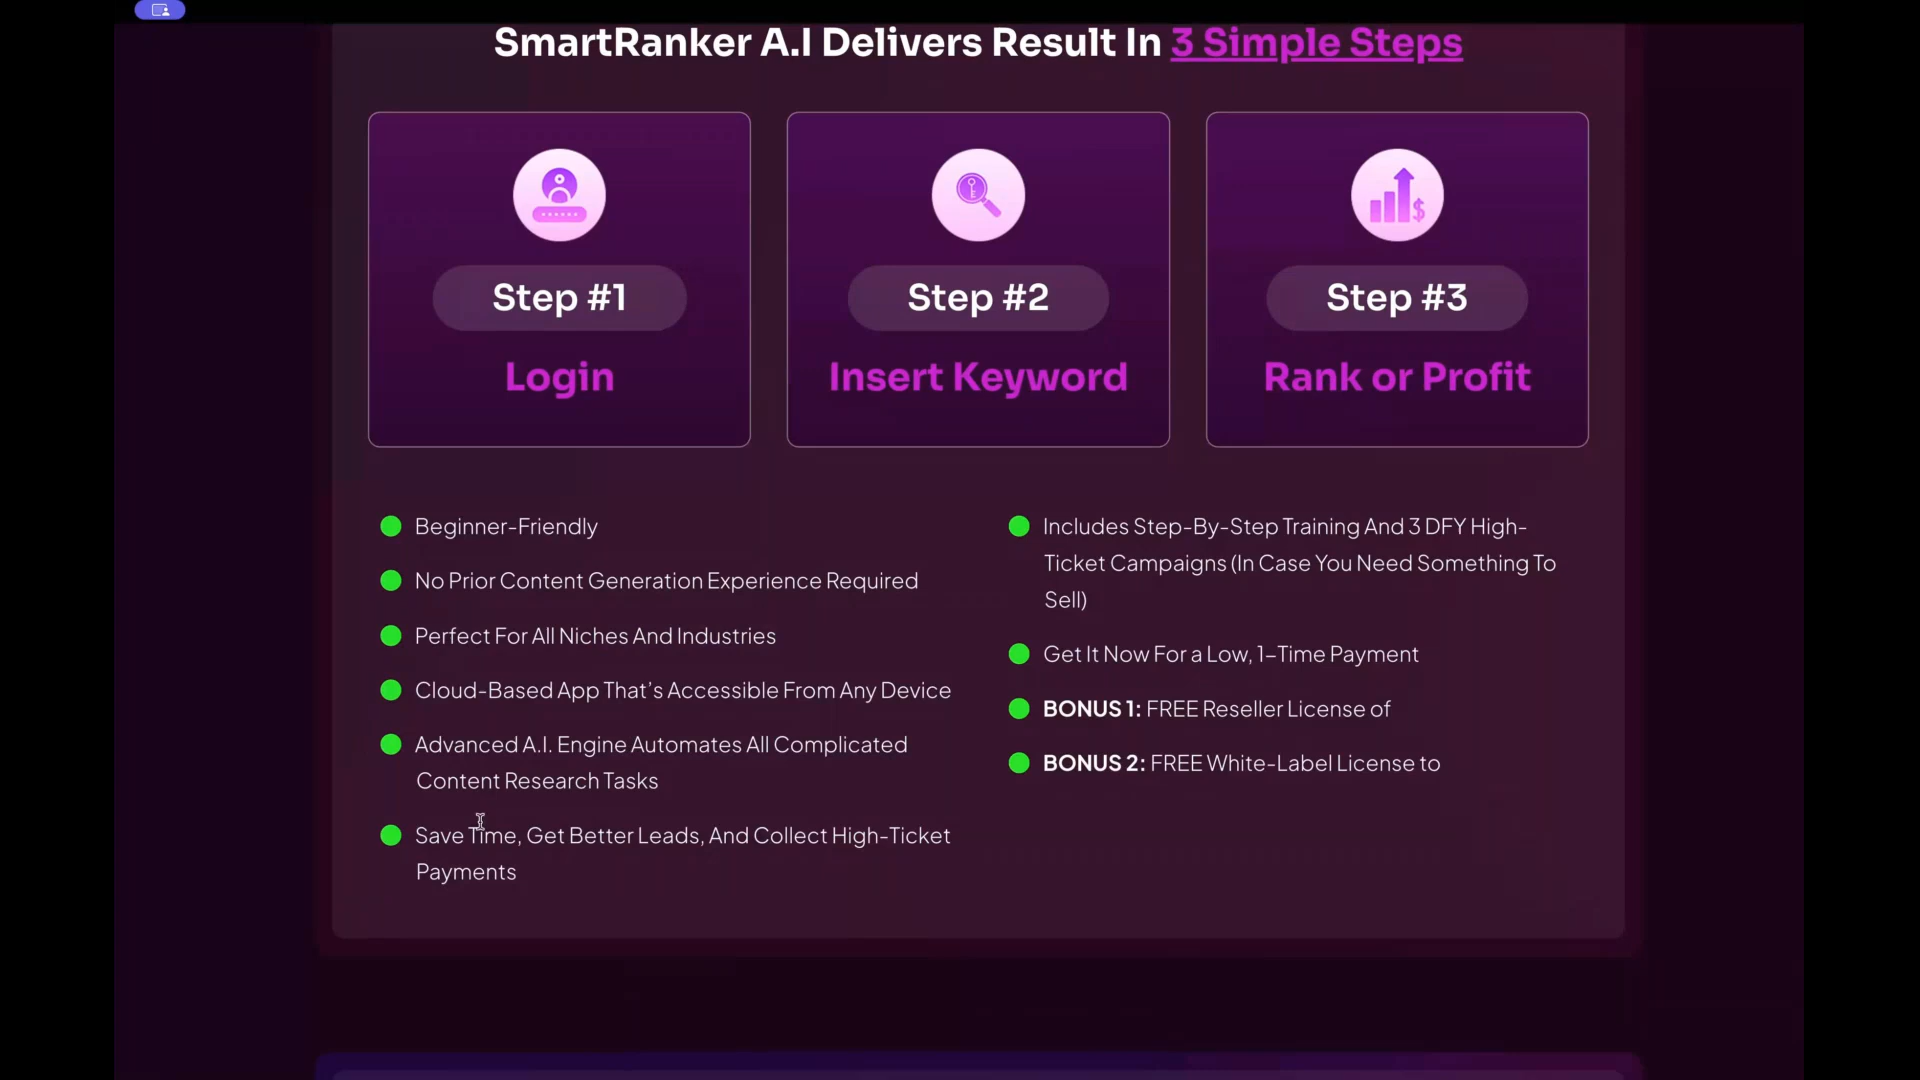 SmartRanker A.I Delivers Result In 3 Simple Steps
Step #1
Login
Step #2
Insert Keyword
Step #3
Rank or Profit
Beginner-Friendly
No Prior Content Generation Experience Required
Perfect For All Niches And Industries
Cloud-Based App That's Accessible From Any Device
Advanced A.I. Engine Automates All Complicated
Content Research Tasks
Save Time, Get Better Leads, And Collect High-Ticket
Payments
Includes Step-By-Step Training And 3 DFY High-
Ticket Campaigns (In Case You Need Something To
Sell)
Get It Now For a Low, 1-Time Payment
BONUS 1: FREE Reseller License of
BONUS 2: FREE White-Label License to